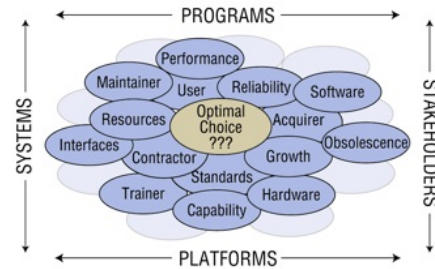 PROGRAMS
Performance
Maintainer
User
Reliability
Software
Resources
Optimal
Choice
???
Acquirer
Interfaces
Obsolescence
Contractor
Growth
Standards
Trainer
Hardware
Capability
PLATFORMS
SYSTEMS
STAKEHOLDERS